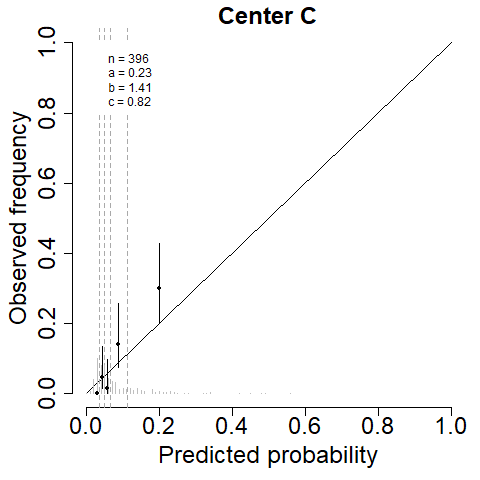 Center C
n = 396
a = 0.23
b = 1.41
c = 0.82
Observed frequency
1.0
0.8
0.6
0.4
0.2
0.0
0.0 0.2 0.4 0.6 0.8 1.0
Predicted probability